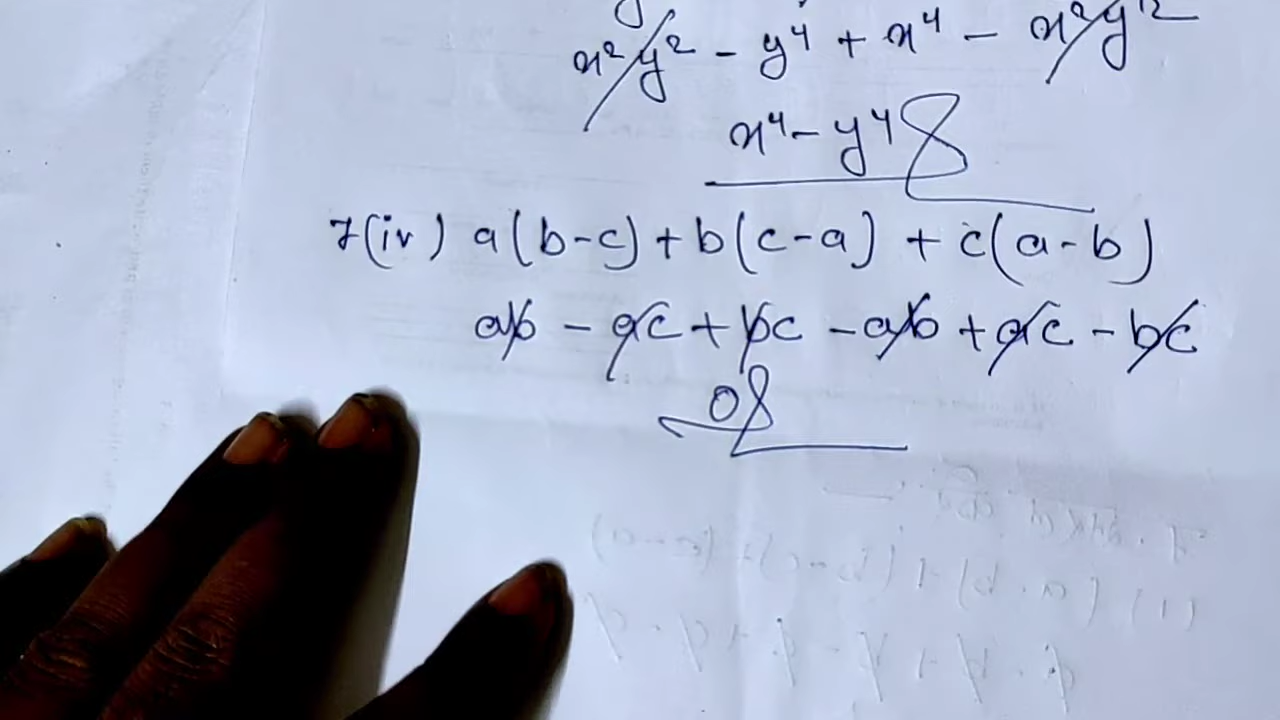 x²y² - y⁴ + x⁴ - x²y²
x⁴ - y⁴
7(iv) a(b-c) + b(c-a) + c(a-b)
ab - ac + bc - ab + ac - bc
0